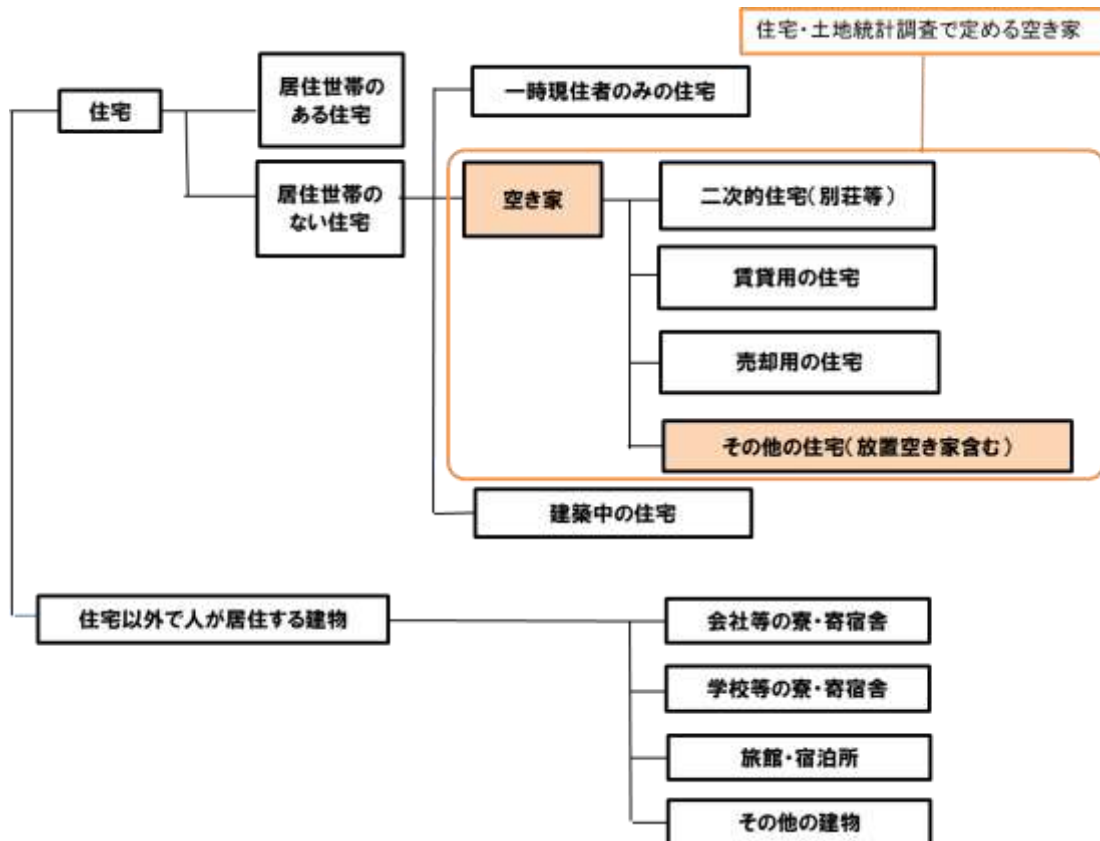 住宅・土地統計調査で定める空き家
住宅
居住世帯の
ある住宅
居住世帯の
ない住宅
一時現住者のみの住宅
空き家
二次的住宅(別荘等)
賃貸用の住宅
売却用の住宅
その他の住宅(放置空き家含む)
建築中の住宅
住宅以外で人が居住する建物
会社等の寮・寄宿舎
学校等の寮・寄宿舎
旅館・宿泊所
その他の建物